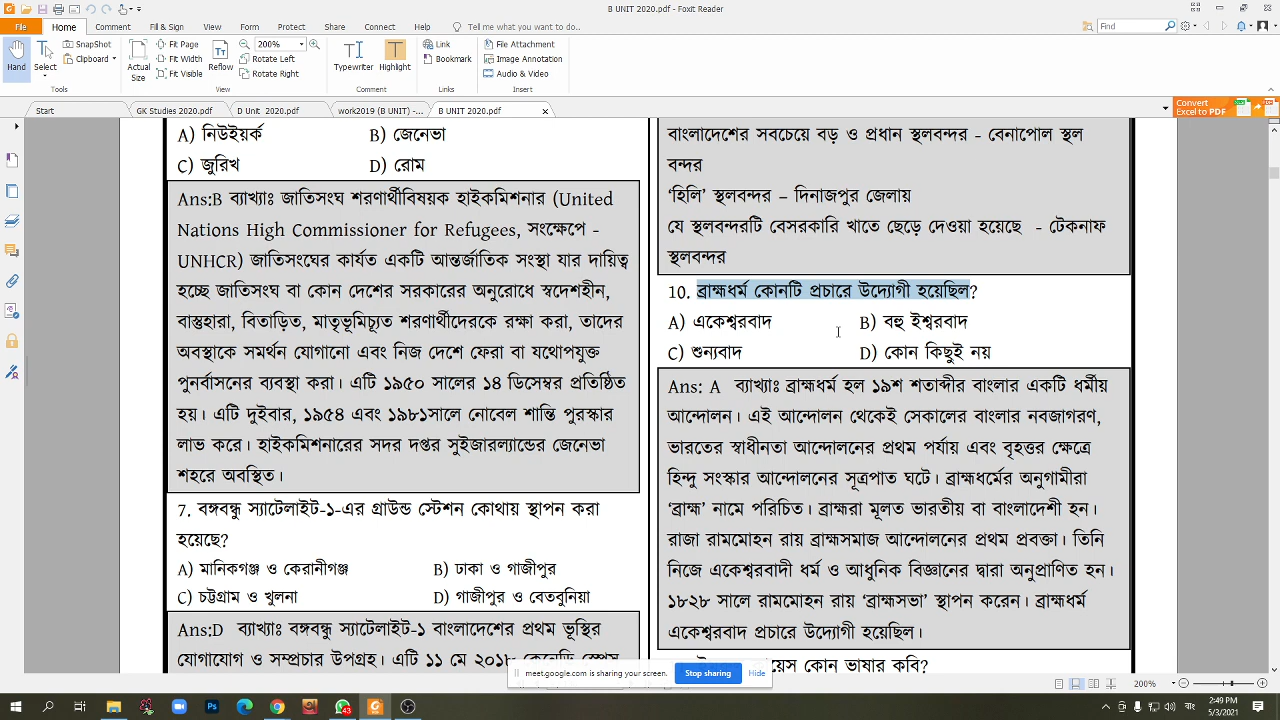 B UNIT 2020.pdf - Foxit Reader
File Home Comment Fill & Sign View Form Protect Share Connect Help Tell me what you want to do... Find
SnapShot Fit Page 200% Link File Attachment
Clipboard Fit Width Rotate Left Bookmark Image Annotation
Hand Select Actual Size Fit Visible Reflow Rotate Right Typewriter Highlight Audio & Video
Tools View Comment Links Insert
Start GK Studies 2020.pdf D Unit 2020.pdf work2019 (B UNIT) -... B UNIT 2020.pdf Convert Excel to PDF
A) নিউইয়র্ক B) জেনেভা
C) জুরিখ D) রোম
Ans:B ব্যাখ্যাঃ জাতিসংঘ শরণার্থীবিষয়ক হাইকমিশনার (United
Nations High Commissioner for Refugees, সংক্ষেপে -
UNHCR) জাতিসংঘের কার্যত একটি আন্তর্জাতিক সংস্থা যার দায়িত্ব
হচ্ছে জাতিসংঘ বা কোন দেশের সরকারের অনুরোধে স্বদেশহীন,
বাস্তুহারা, বিতাড়িত, মাতৃভূমিচ্যূত শরণার্থীদেরকে রক্ষা করা, তাদের
অবস্থাকে সমর্থন যোগানো এবং নিজ দেশে ফেরা বা যথোপযুক্ত
পুনর্বাসনের ব্যবস্থা করা। এটি ১৯৫০ সালের ১৪ ডিসেম্বর প্রতিষ্ঠিত
হয়। এটি দুইবার, ১৯৫৪ এবং ১৯৮১সালে নোবেল শান্তি পুরস্কার
লাভ করে। হাইকমিশনারের সদর দপ্তর সুইজারল্যান্ডের জেনেভা
শহরে অবস্থিত।
7. বঙ্গবন্ধু স্যাটেলাইট-১-এর গ্রাউন্ড স্টেশন কোথায় স্থাপন করা
হয়েছে?
A) মানিকগঞ্জ ও কেরানীগঞ্জ B) ঢাকা ও গাজীপুর
C) চট্টগ্রাম ও খুলনা D) গাজীপুর ও বেতবুনিয়া
Ans:D ব্যাখ্যাঃ বঙ্গবন্ধু স্যাটেলাইট-১ বাংলাদেশের প্রথম ভূস্থির
যোগাযোগ ও সম্প্রচার উপগ্রহ। এটি ১১ মে ২০১৮
বাংলাদেশের সবচেয়ে বড় ও প্রধান স্থলবন্দর - বেনাপোল স্থল
বন্দর
‘হিলি’ স্থলবন্দর – দিনাজপুর জেলায়
যে স্থলবন্দরটি বেসরকারি খাতে ছেড়ে দেওয়া হয়েছে - টেকনাফ
স্থলবন্দর
10. ব্রাহ্মধর্ম কোনটি প্রচারে উদ্যোগী হয়েছিল?
A) একেশ্বরবাদ B) বহু ইশ্বরবাদ
C) শুন্যবাদ D) কোন কিছুই নয়
Ans: A ব্যাখ্যাঃ ব্রাহ্মধর্ম হল ১৯শ শতাব্দীর বাংলার একটি ধর্মীয়
আন্দোলন। এই আন্দোলন থেকেই সেকালের বাংলার নবজাগরণ,
ভারতের স্বাধীনতা আন্দোলনের প্রথম পর্যায় এবং বৃহত্তর ক্ষেত্রে
হিন্দু সংস্কার আন্দোলনের সূত্রপাত ঘটে। ব্রাহ্মধর্মের অনুগামীরা
‘ব্রাহ্ম’ নামে পরিচিত। ব্রাহ্মরা মূলত ভারতীয় বা বাংলাদেশী হন।
রাজা রামমোহন রায় ব্রাহ্মসমাজ আন্দোলনের প্রথম প্রবক্তা। তিনি
নিজে একেশ্বরবাদী ধর্ম ও আধুনিক বিজ্ঞানের দ্বারা অনুপ্রাণিত হন।
১৮২৮ সালে রামমোহন রায় ‘ব্রাহ্মসভা’ স্থাপন করেন। ব্রাহ্মধর্ম
একেশ্বরবাদ প্রচারে উদ্যোগী হয়েছিল।
কোন ভাষার কবি?
meet.google.com is sharing your screen. Stop sharing Hide
200%
43 2:49 PM
5/3/2021